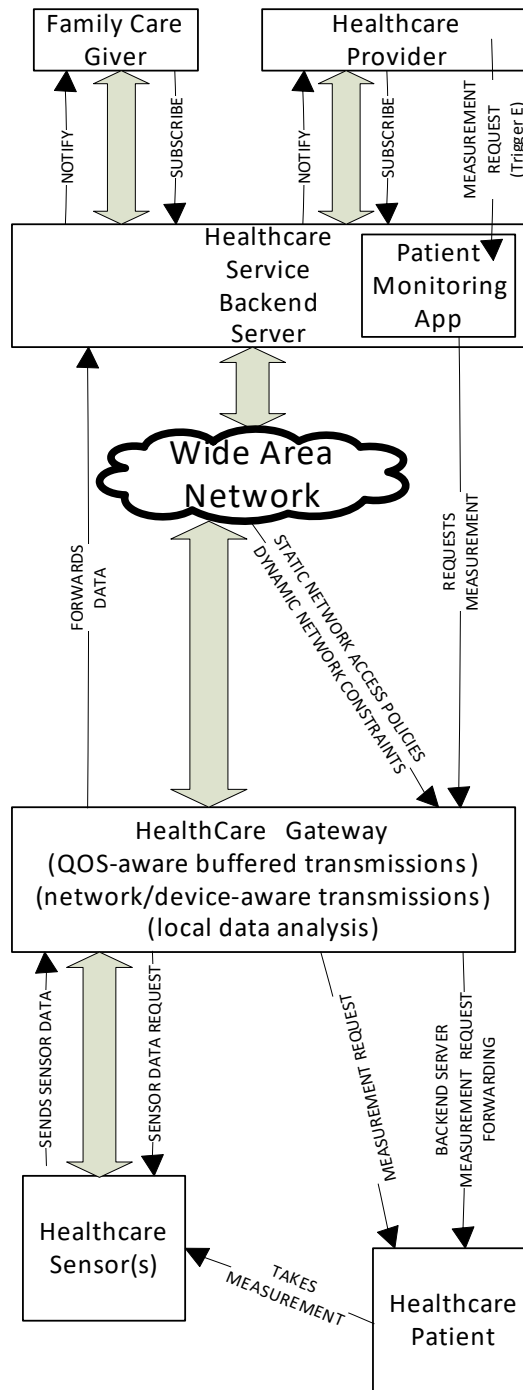 Family Care
Giver
Healthcare
Provider
NOTIFY
SUBSCRIBE
NOTIFY
SUBSCRIBE
MEASUREMENT
REQUEST
(Trigger E)
Healthcare
Service
Backend
Server
Patient
Monitoring
App
Wide Area
Network
FORWARDS
DATA
STATIC NETWORK ACCESS POLICIES
DYNAMIC NETWORK CONSTRAINTS
REQUESTS
MEASUREMENT
HealthCare Gateway
(QOS-aware buffered transmissions)
(network/device-aware transmissions)
(local data analysis)
SENDS SENSOR DATA
SENSOR DATA REQUEST
MEASUREMENT REQUEST
BACKEND SERVER
MEASUREMENT REQUEST
FORWARDING
Healthcare
Sensor(s)
TAKES
MEASUREMENT
Healthcare
Patient